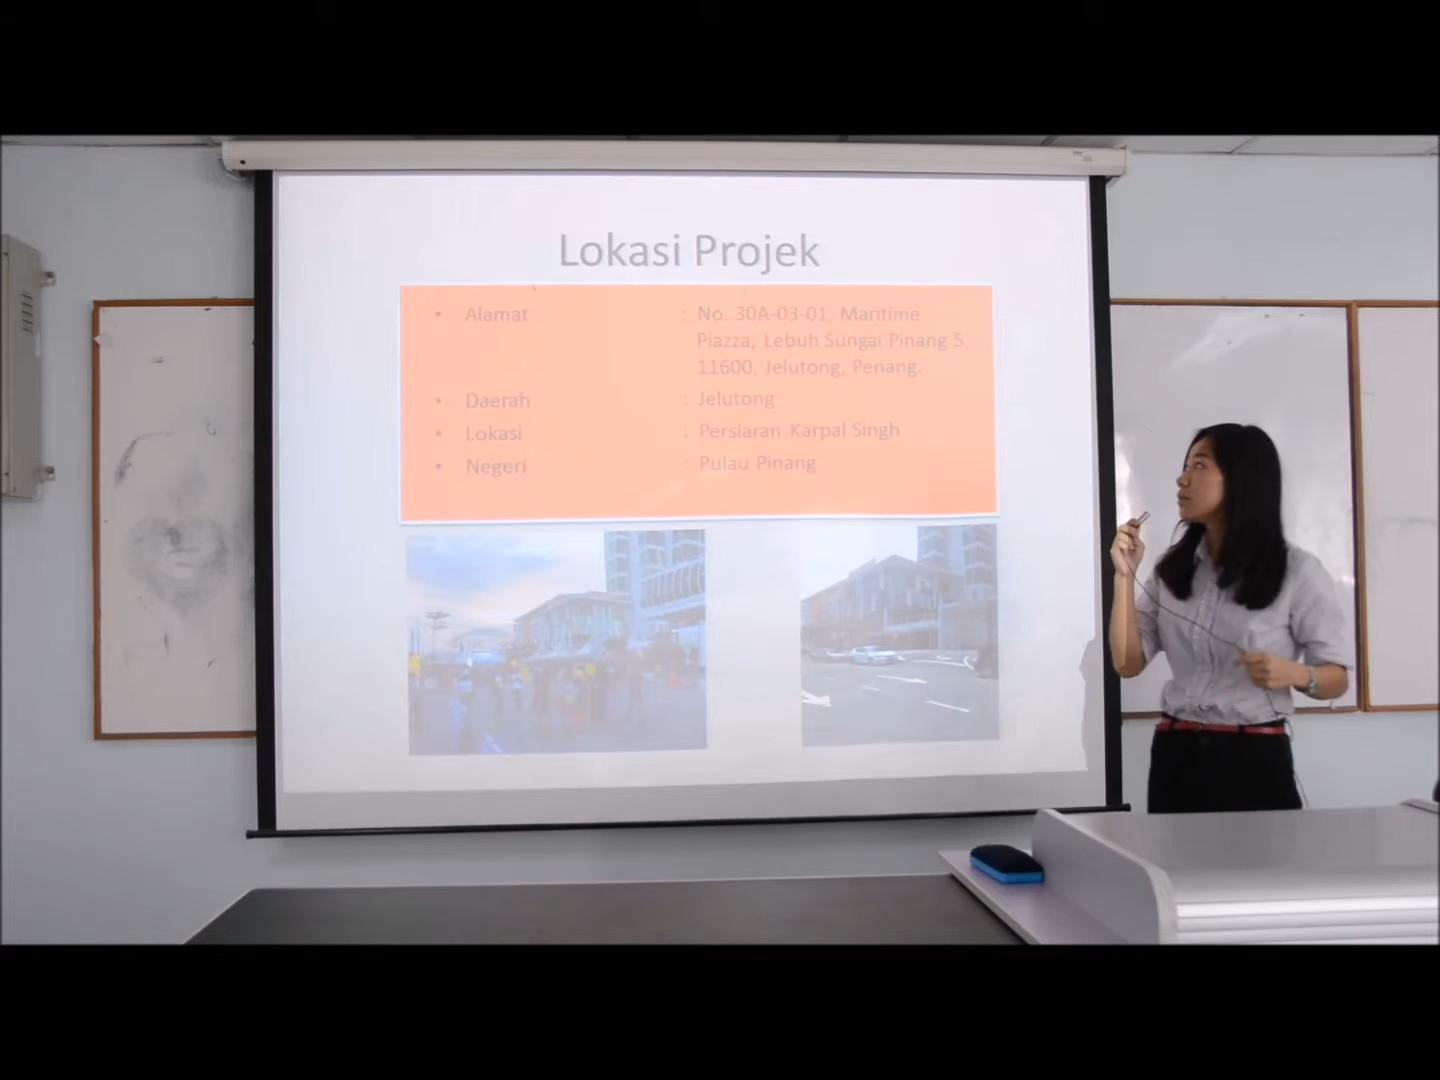 Lokasi Projek
• Alamat : No. 30A-03-01, Maritime
Piazza, Lebuh Sungai Pinang 5,
11600, Jelutong, Penang.
• Daerah : Jelutong
• Lokasi : Persiaran Karpal Singh
• Negeri : Pulau Pinang